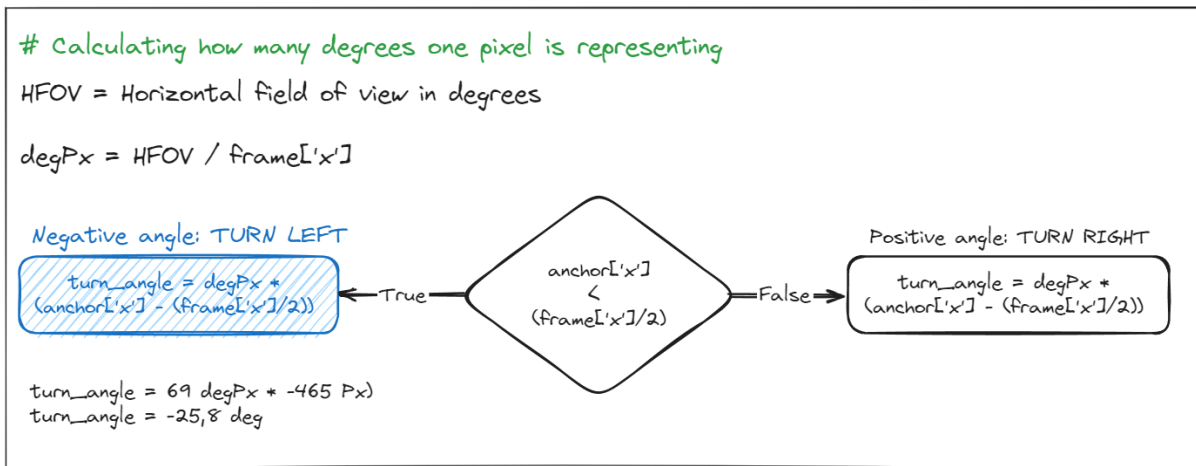 # Calculating how many degrees one pixel is representing
HFOV = Horizontal field of view in degrees
degPx = HFOV / frame['x']
Negative angle: TURN LEFT
turn_angle = degPx *
(anchor['x'] - (frame['x']/2))
True
anchor['x']
<
(frame['x']/2)
False
Positive angle: TURN RIGHT
turn_angle = degPx *
(anchor['x'] - (frame['x']/2))
turn_angle = 69 degPx * -465 Px)
turn_angle = -25,8 deg